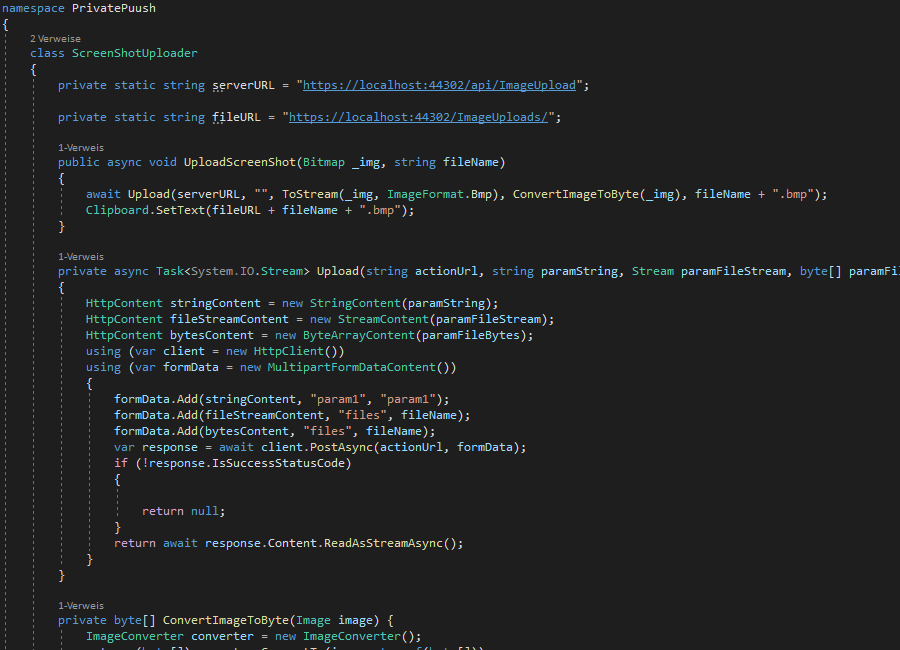 namespace PrivatePuush
{
2 Verweise
class ScreenShotUploader
{
private static string serverURL = "https://localhost:44302/api/ImageUpload";
private static string fileURL = "https://localhost:44302/ImageUploads/";
1-Verweis
public async void UploadScreenShot(Bitmap _img, string fileName)
{
await Upload(serverURL, "", ToStream(_img, ImageFormat.Bmp), ConvertImageToByte(_img), fileName + ".bmp");
Clipboard.SetText(fileURL + fileName + ".bmp");
}
1-Verweis
private async Task<System.IO.Stream> Upload(string actionUrl, string paramString, Stream paramFileStream, byte[] paramFil
{
HttpContent stringContent = new StringContent(paramString);
HttpContent fileStreamContent = new StreamContent(paramFileStream);
HttpContent bytesContent = new ByteArrayContent(paramFileBytes);
using (var client = new HttpClient())
using (var formData = new MultipartFormDataContent())
{
formData.Add(stringContent, "param1", "param1");
formData.Add(fileStreamContent, "files", fileName);
formData.Add(bytesContent, "files", fileName);
var response = await client.PostAsync(actionUrl, formData);
if (!response.IsSuccessStatusCode)
{
return null;
}
return await response.Content.ReadAsStreamAsync();
}
}
1-Verweis
private byte[] ConvertImageToByte(Image image) {
ImageConverter converter = new ImageConverter();